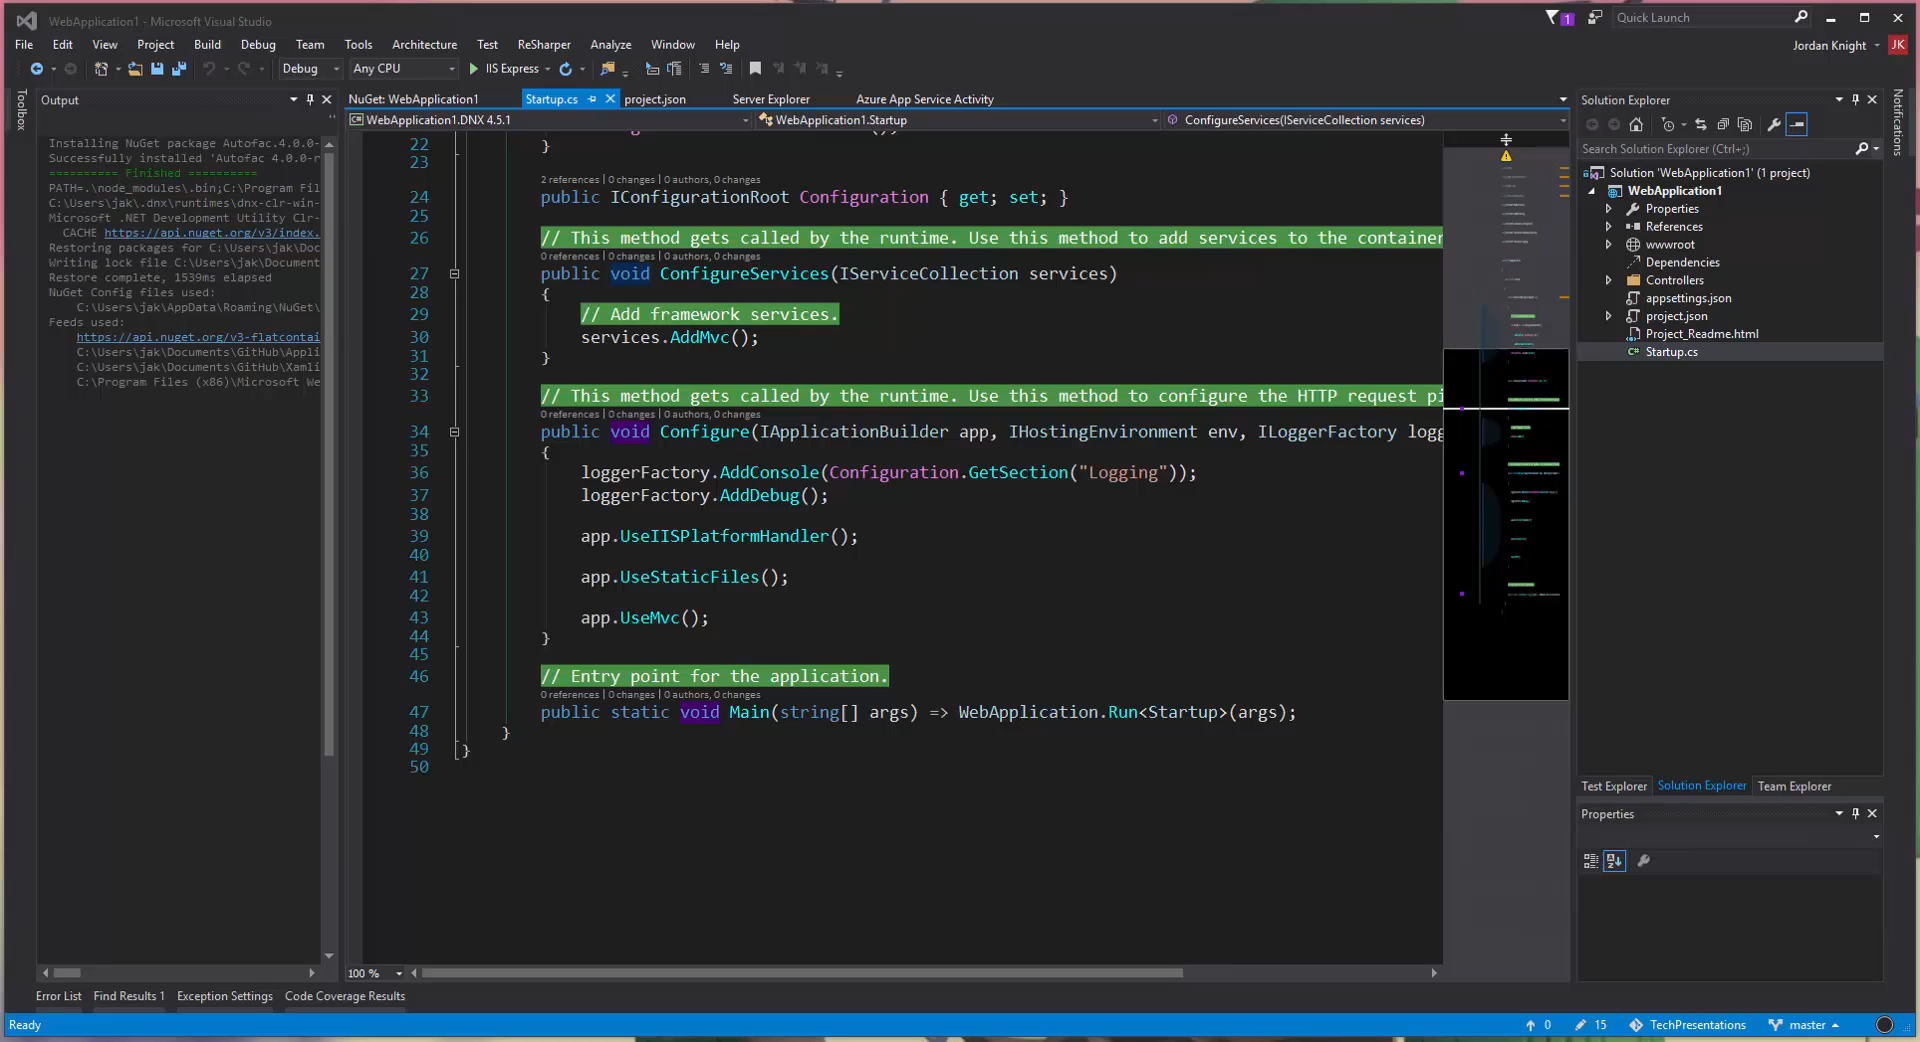 WebApplication1 - Microsoft Visual Studio
1
Quick Launch
File Edit View Project Build Debug Team Tools Architecture Test ReSharper Analyze Window Help
Jordan Knight JK
Debug Any CPU IIS Express
Toolbox
Output
Installing NuGet package Autofac.4.0.0-
Successfully installed 'Autofac 4.0.0-r
========== Finished ==========
PATH=.\node_modules\.bin;C:\Program Fil
C:\Users\jak\.dnx\runtimes\dnx-clr-win-
Microsoft .NET Development Utility Clr-
CACHE https://api.nuget.org/v3/index.
Restoring packages for C:\Users\jak\Doc
Writing lock file C:\Users\jak\Document
Restore complete, 1539ms elapsed
NuGet Config files used:
C:\Users\jak\AppData\Roaming\NuGet\
Feeds used:
https://api.nuget.org/v3-flatcontai
C:\Users\jak\Documents\GitHub\Appli
C:\Users\jak\Documents\GitHub\Xamli
C:\Program Files (x86)\Microsoft We
NuGet: WebApplication1 Startup.cs project.json Server Explorer Azure App Service Activity
WebApplication1.DNX 4.5.1 WebApplication1.Startup ConfigureServices(IServiceCollection services)
22 }
23
2 references | 0 changes | 0 authors, 0 changes
24 public IConfigurationRoot Configuration { get; set; }
25
26 // This method gets called by the runtime. Use this method to add services to the container
0 references | 0 changes | 0 authors, 0 changes
27 public void ConfigureServices(IServiceCollection services)
28 {
29 // Add framework services.
30 services.AddMvc();
31 }
32
33 // This method gets called by the runtime. Use this method to configure the HTTP request pi
0 references | 0 changes | 0 authors, 0 changes
34 public void Configure(IApplicationBuilder app, IHostingEnvironment env, ILoggerFactory logg
35 {
36 loggerFactory.AddConsole(Configuration.GetSection("Logging"));
37 loggerFactory.AddDebug();
38
39 app.UseIISPlatformHandler();
40
41 app.UseStaticFiles();
42
43 app.UseMvc();
44 }
45
46 // Entry point for the application.
0 references | 0 changes | 0 authors, 0 changes
47 public static void Main(string[] args) => WebApplication.Run<Startup>(args);
48 }
49 }
50
100 %
Solution Explorer
Search Solution Explorer (Ctrl+;)
Solution 'WebApplication1' (1 project)
WebApplication1
Properties
References
wwwroot
Dependencies
Controllers
appsettings.json
project.json
Project_Readme.html
C# Startup.cs
Test Explorer Solution Explorer Team Explorer
Properties
Notifications
Error List Find Results 1 Exception Settings Code Coverage Results
Ready 0 15 TechPresentations master